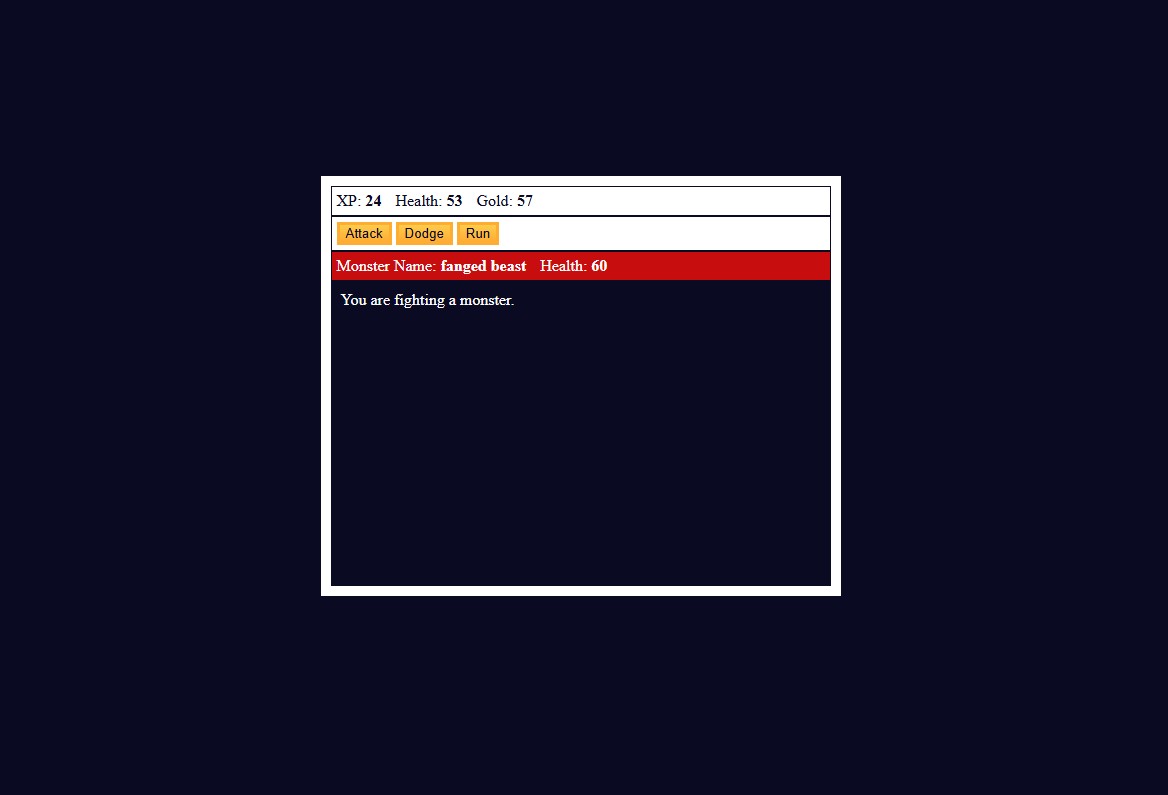 XP: 24 Health: 53 Gold: 57
Attack Dodge Run
Monster Name: fanged beast Health: 60
You are fighting a monster.